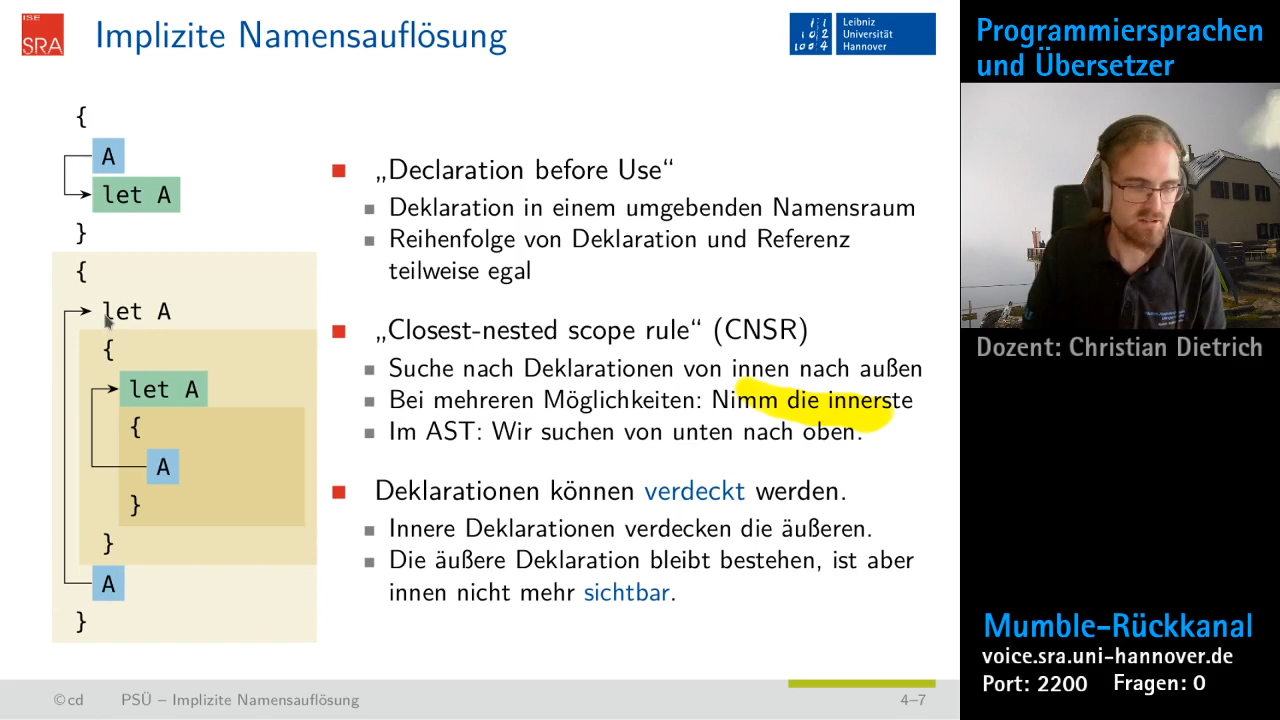 ISE
SRA
Implizite Namensauflösung
Leibniz
Universität
Hannover
{
A
let A
}
{
let A
{
let A
{
A
}
}
A
}
„Declaration before Use“
Deklaration in einem umgebenden Namensraum
Reihenfolge von Deklaration und Referenz
teilweise egal
„Closest-nested scope rule“ (CNSR)
Suche nach Deklarationen von innen nach außen
Bei mehreren Möglichkeiten: Nimm die innerste
Im AST: Wir suchen von unten nach oben.
Deklarationen können verdeckt werden.
Innere Deklarationen verdecken die äußeren.
Die äußere Deklaration bleibt bestehen, ist aber
innen nicht mehr sichtbar.
©cd PSÜ – Implizite Namensauflösung 4–7
Programmiersprachen
und Übersetzer
Dozent: Christian Dietrich
Mumble-Rückkanal
voice.sra.uni-hannover.de
Port: 2200 Fragen: 0